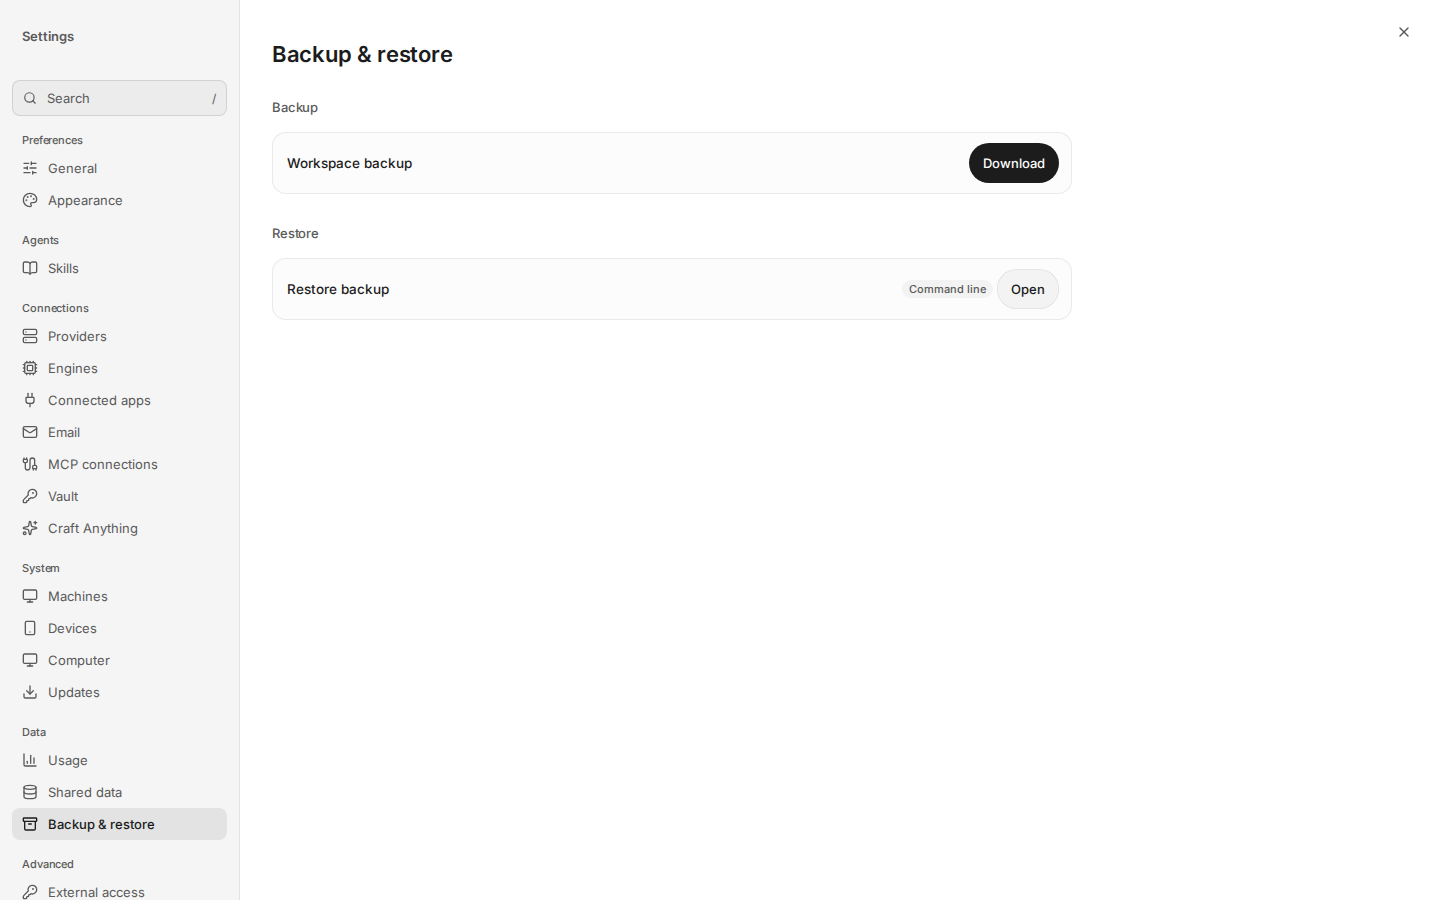 Settings
Search /
Preferences
General
Appearance
Agents
Skills
Connections
Providers
Engines
Connected apps
Email
MCP connections
Vault
Craft Anything
System
Machines
Devices
Computer
Updates
Data
Usage
Shared data
Backup & restore
Advanced
External access
Backup & restore
Backup
Workspace backup Download
Restore
Restore backup Command line Open